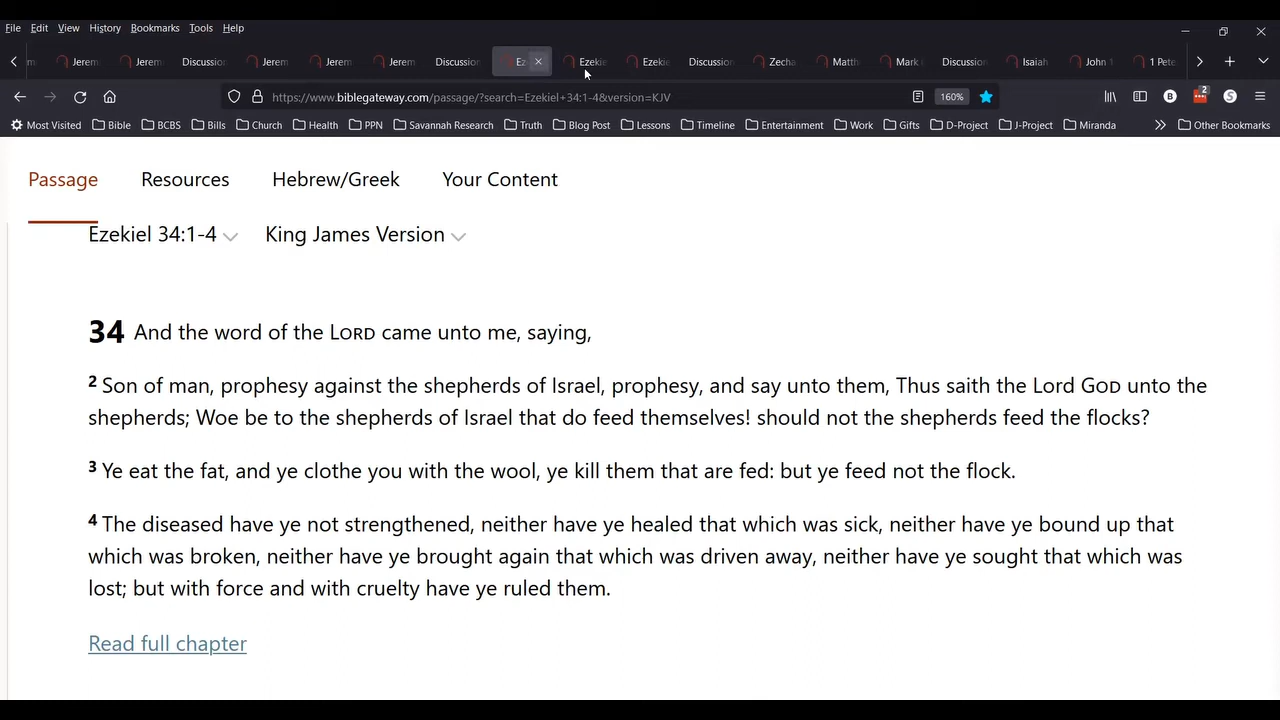 File Edit View History Bookmarks Tools Help
Jerem Jerem Discussion Jerem Jerem Jerem Discussion Ez Ezekie Ezekie Discussion Zecha Matth Mark Discussion Isaiah John 1 Pete
https://www.biblegateway.com/passage/?search=Ezekiel+34:1-4&version=KJV 160% B 2 S
Most Visited Bible BCBS Bills Church Health PPN Savannah Research Truth Blog Post Lessons Timeline Entertainment Work Gifts D-Project J-Project Miranda Other Bookmarks
Passage Resources Hebrew/Greek Your Content
Ezekiel 34:1-4 King James Version
34 And the word of the LORD came unto me, saying,
2 Son of man, prophesy against the shepherds of Israel, prophesy, and say unto them, Thus saith the Lord GOD unto the
shepherds; Woe be to the shepherds of Israel that do feed themselves! should not the shepherds feed the flocks?
3 Ye eat the fat, and ye clothe you with the wool, ye kill them that are fed: but ye feed not the flock.
4 The diseased have ye not strengthened, neither have ye healed that which was sick, neither have ye bound up that
which was broken, neither have ye brought again that which was driven away, neither have ye sought that which was
lost; but with force and with cruelty have ye ruled them.
Read full chapter